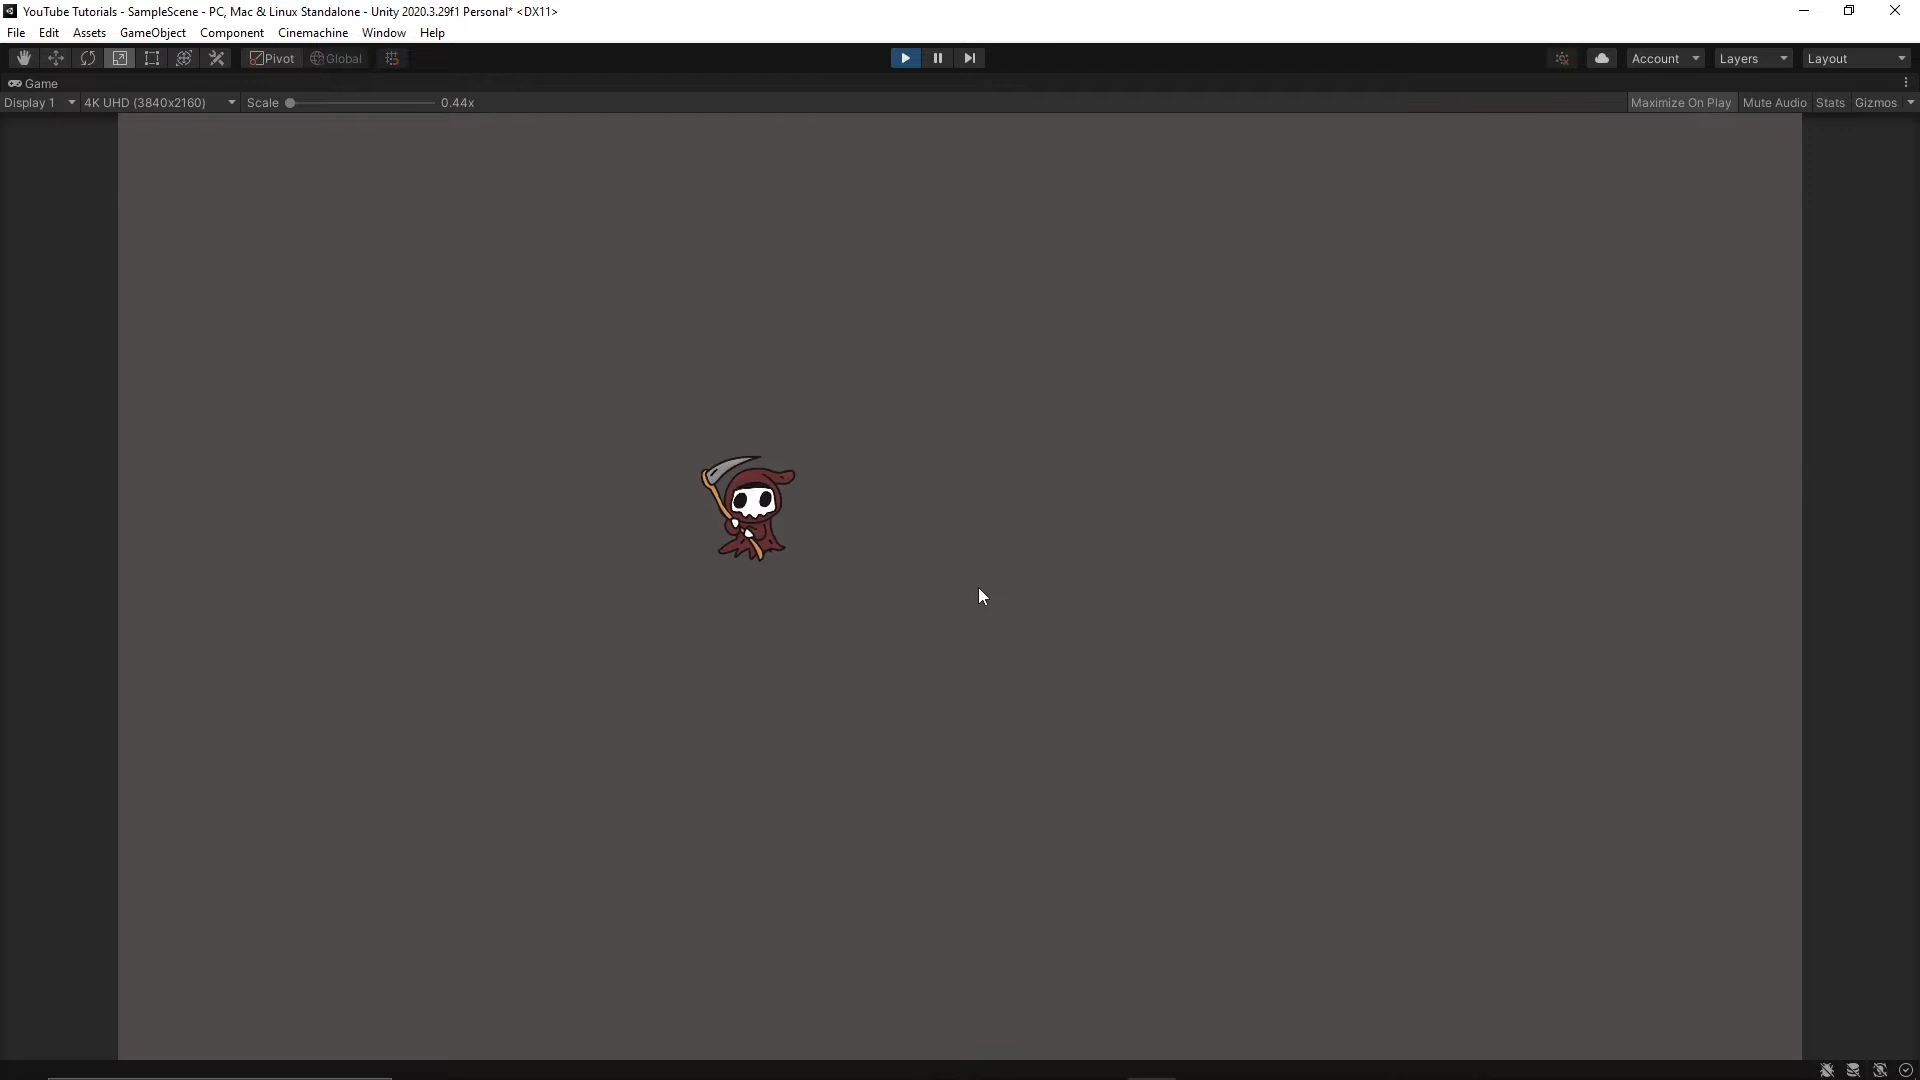 YouTube Tutorials - SampleScene - PC, Mac & Linux Standalone - Unity 2020.3.29f1 Personal* <DX11>
File Edit Assets GameObject Component Cinemachine Window Help
Pivot Global Account Layers Layout
Game
Display 1 4K UHD (3840x2160) Scale 0.44x Maximize On Play Mute Audio Stats Gizmos